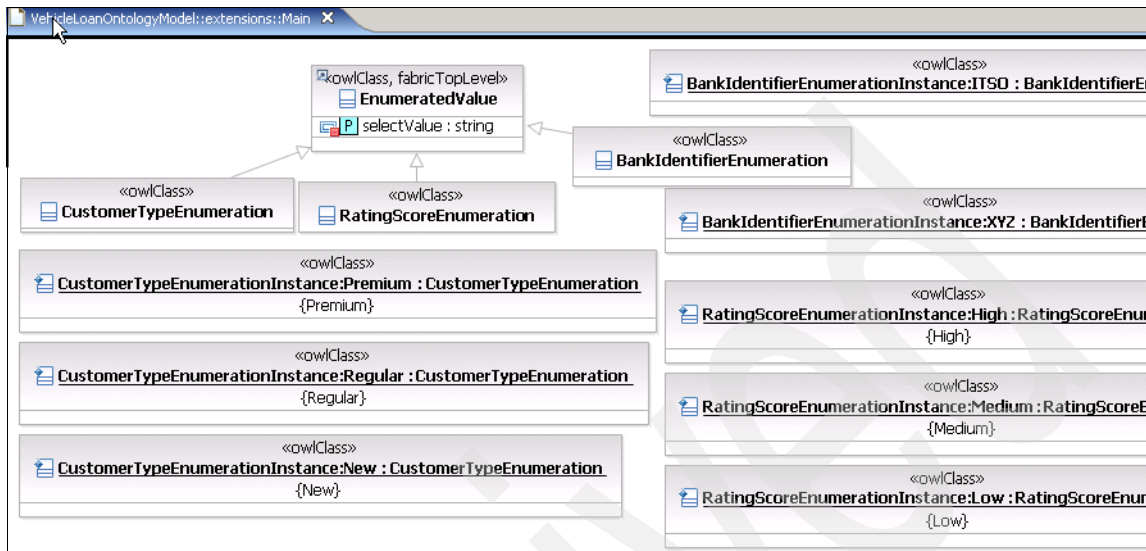 VehicleLoanOntologyModel::extensions::Main
«owlClass, fabricTopLevel»
EnumeratedValue
P selectValue : string
«owlClass»
BankIdentifierEnumerationInstance:ITSO : BankIdentifierE
«owlClass»
BankIdentifierEnumeration
«owlClass»
CustomerTypeEnumeration
«owlClass»
RatingScoreEnumeration
«owlClass»
BankIdentifierEnumerationInstance:XYZ : BankIdentifierE
«owlClass»
CustomerTypeEnumerationInstance:Premium : CustomerTypeEnumeration
{Premium}
«owlClass»
RatingScoreEnumerationInstance:High : RatingScoreEnu
{High}
«owlClass»
CustomerTypeEnumerationInstance:Regular : CustomerTypeEnumeration
{Regular}
«owlClass»
RatingScoreEnumerationInstance:Medium : RatingScoreE
{Medium}
«owlClass»
CustomerTypeEnumerationInstance:New : CustomerTypeEnumeration
{New}
«owlClass»
RatingScoreEnumerationInstance:Low : RatingScoreEnu
{Low}